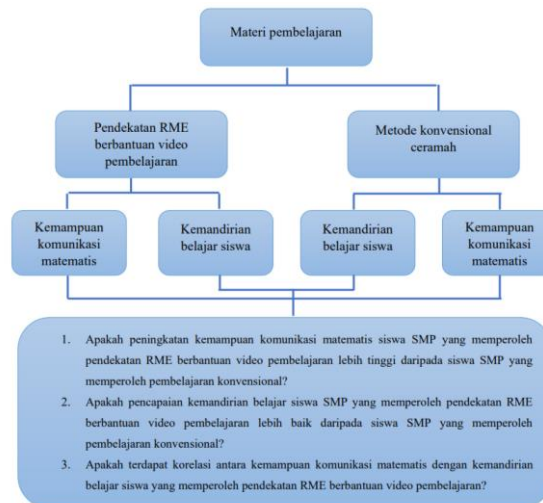 Materi pembelajaran
Pendekatan RME
berbantuan video
pembelajaran
Metode konvensional
ceramah
Kemampuan
komunikasi
matematis
Kemandirian
belajar siswa
Kemandirian
belajar siswa
Kemampuan
komunikasi
matematis
1. Apakah peningkatan kemampuan komunikasi matematis siswa SMP yang memperoleh
pendekatan RME berbantuan video pembelajaran lebih tinggi daripada siswa SMP yang
memperoleh pembelajaran konvensional?
2. Apakah pencapaian kemandirian belajar siswa SMP yang memperoleh pendekatan RME
berbantuan video pembelajaran lebih baik daripada siswa SMP yang memperoleh
pembelajaran konvensional?
3. Apakah terdapat korelasi antara kemampuan komunikasi matematis dengan kemandirian
belajar siswa yang memperoleh pendekatan RME berbantuan video pembelajaran?